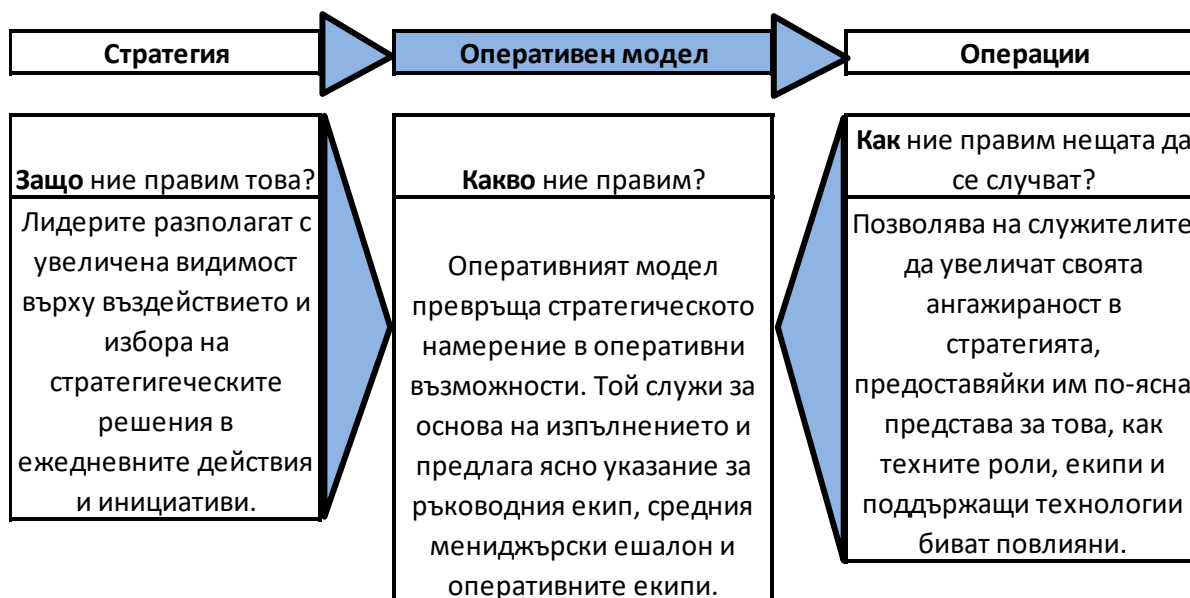 Стратегия
Оперативен модел
Операции
Защо ние правим това?
Лидерите разполагат с
увеличена видимост
върху въздействието и
избора на
стратегигеческите
решения в
ежедневните действия
и инициативи.
Какво ние правим?
Оперативният модел
превръща стратегическото
намерение в оперативни
възможности. Той служи за
основа на изпълнението и
предлага ясно указание за
ръководния екип, средния
мениджърски ешалон и
оперативните екипи.
Как ние правим нещата да
се случват?
Позволява на служителите
да увеличат своята
ангажираност в
стратегията,
предоставяйки им по-ясна
представа за това, как
техните роли, екипи и
поддържащи технологии
биват повлияни.